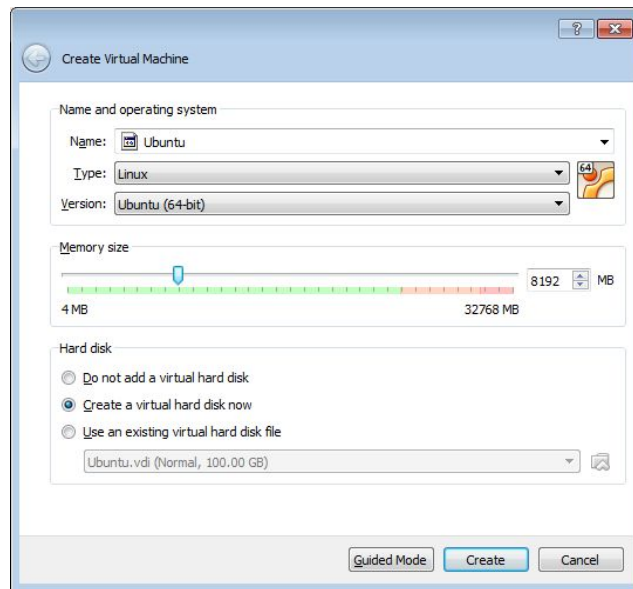 ?
Create Virtual Machine
Name and operating system
Name: Ubuntu
Type: Linux
64
Version: Ubuntu (64-bit)
Memory size
8192 MB
4 MB 32768 MB
Hard disk
Do not add a virtual hard disk
Create a virtual hard disk now
Use an existing virtual hard disk file
Ubuntu.vdi (Normal, 100.00 GB)
Guided Mode Create Cancel